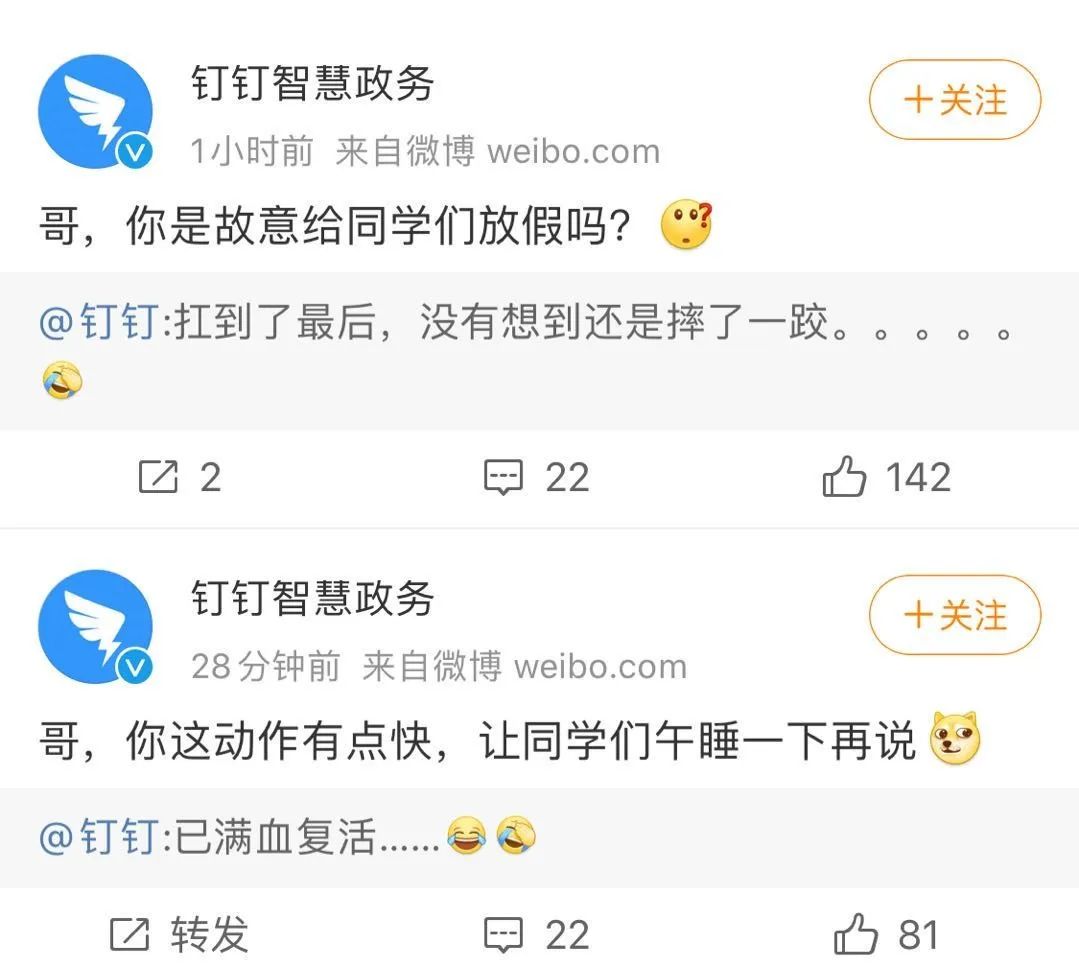 钉钉智慧政务
+关注
1小时前 来自微博 weibo.com
哥，你是故意给同学们放假吗？
@钉钉:扛到了最后，没有想到还是摔了一跤。。。。。
2
22
142
钉钉智慧政务
+关注
28分钟前 来自微博 weibo.com
哥，你这动作有点快，让同学们午睡一下再说
@钉钉:已满血复活......
转发
22
81